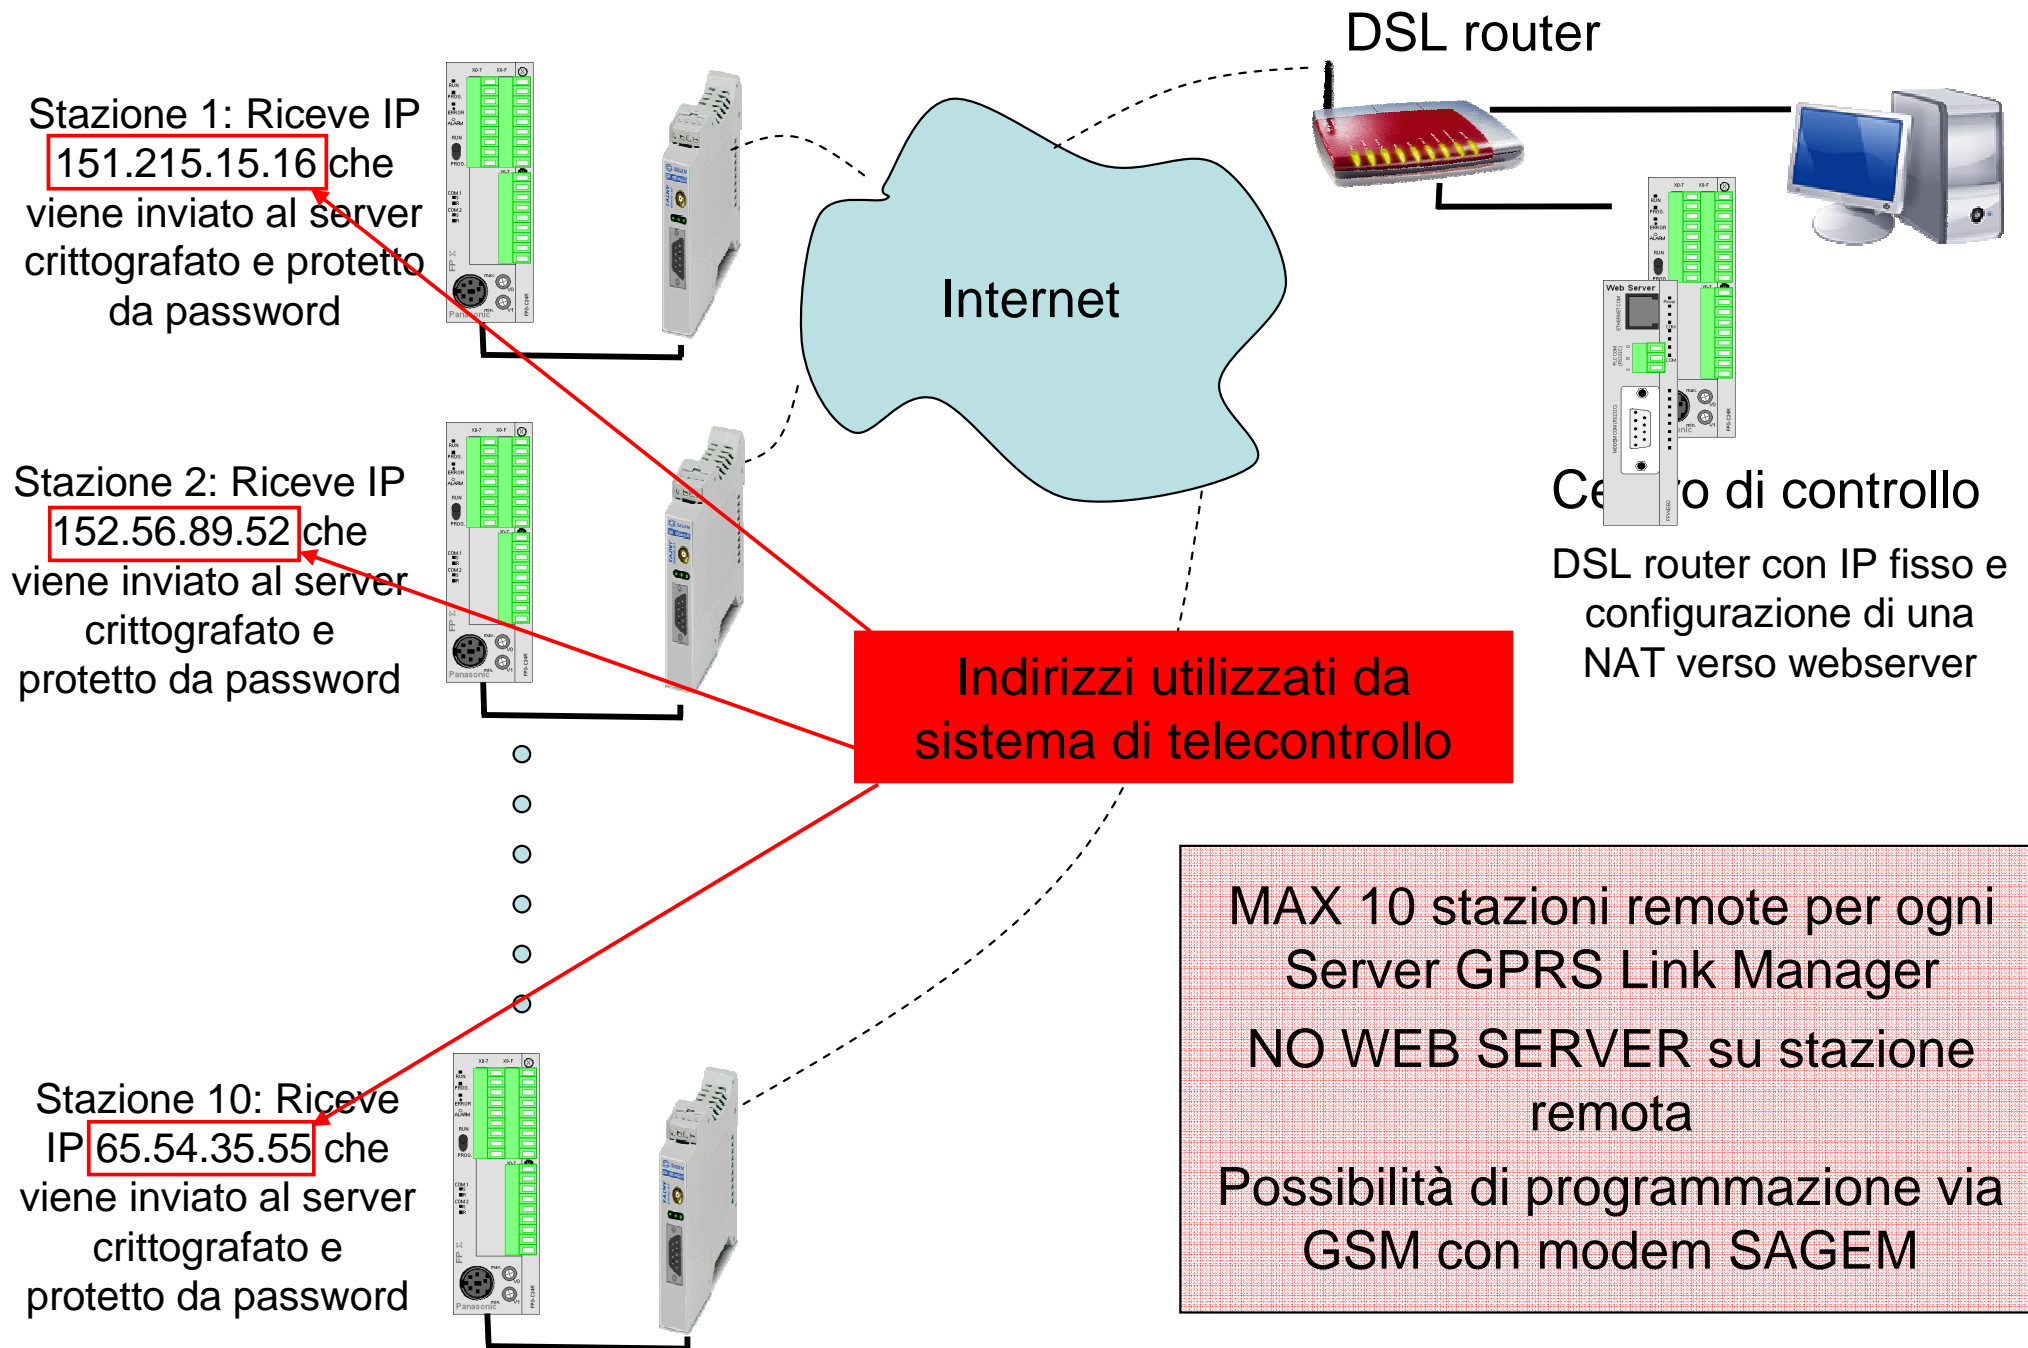 DSL router
Stazione 1: Riceve IP
151.215.15.16 che
viene inviato al server
crittografato e protetto
da password
Internet
Web Server
Stazione 2: Riceve IP
152.56.89.52 che
viene inviato al server
crittografato e
protetto da password
Centro di controllo
DSL router con IP fisso e
configurazione di una
NAT verso webserver
Indirizzi utilizzati da
sistema di telecontrollo
MAX 10 stazioni remote per ogni
Server GPRS Link Manager
NO WEB SERVER su stazione
remota
Possibilità di programmazione via
GSM con modem SAGEM
Stazione 10: Riceve
IP 65.54.35.55 che
viene inviato al server
crittografato e
protetto da password
Panasonic
Panasonic
Panasonic